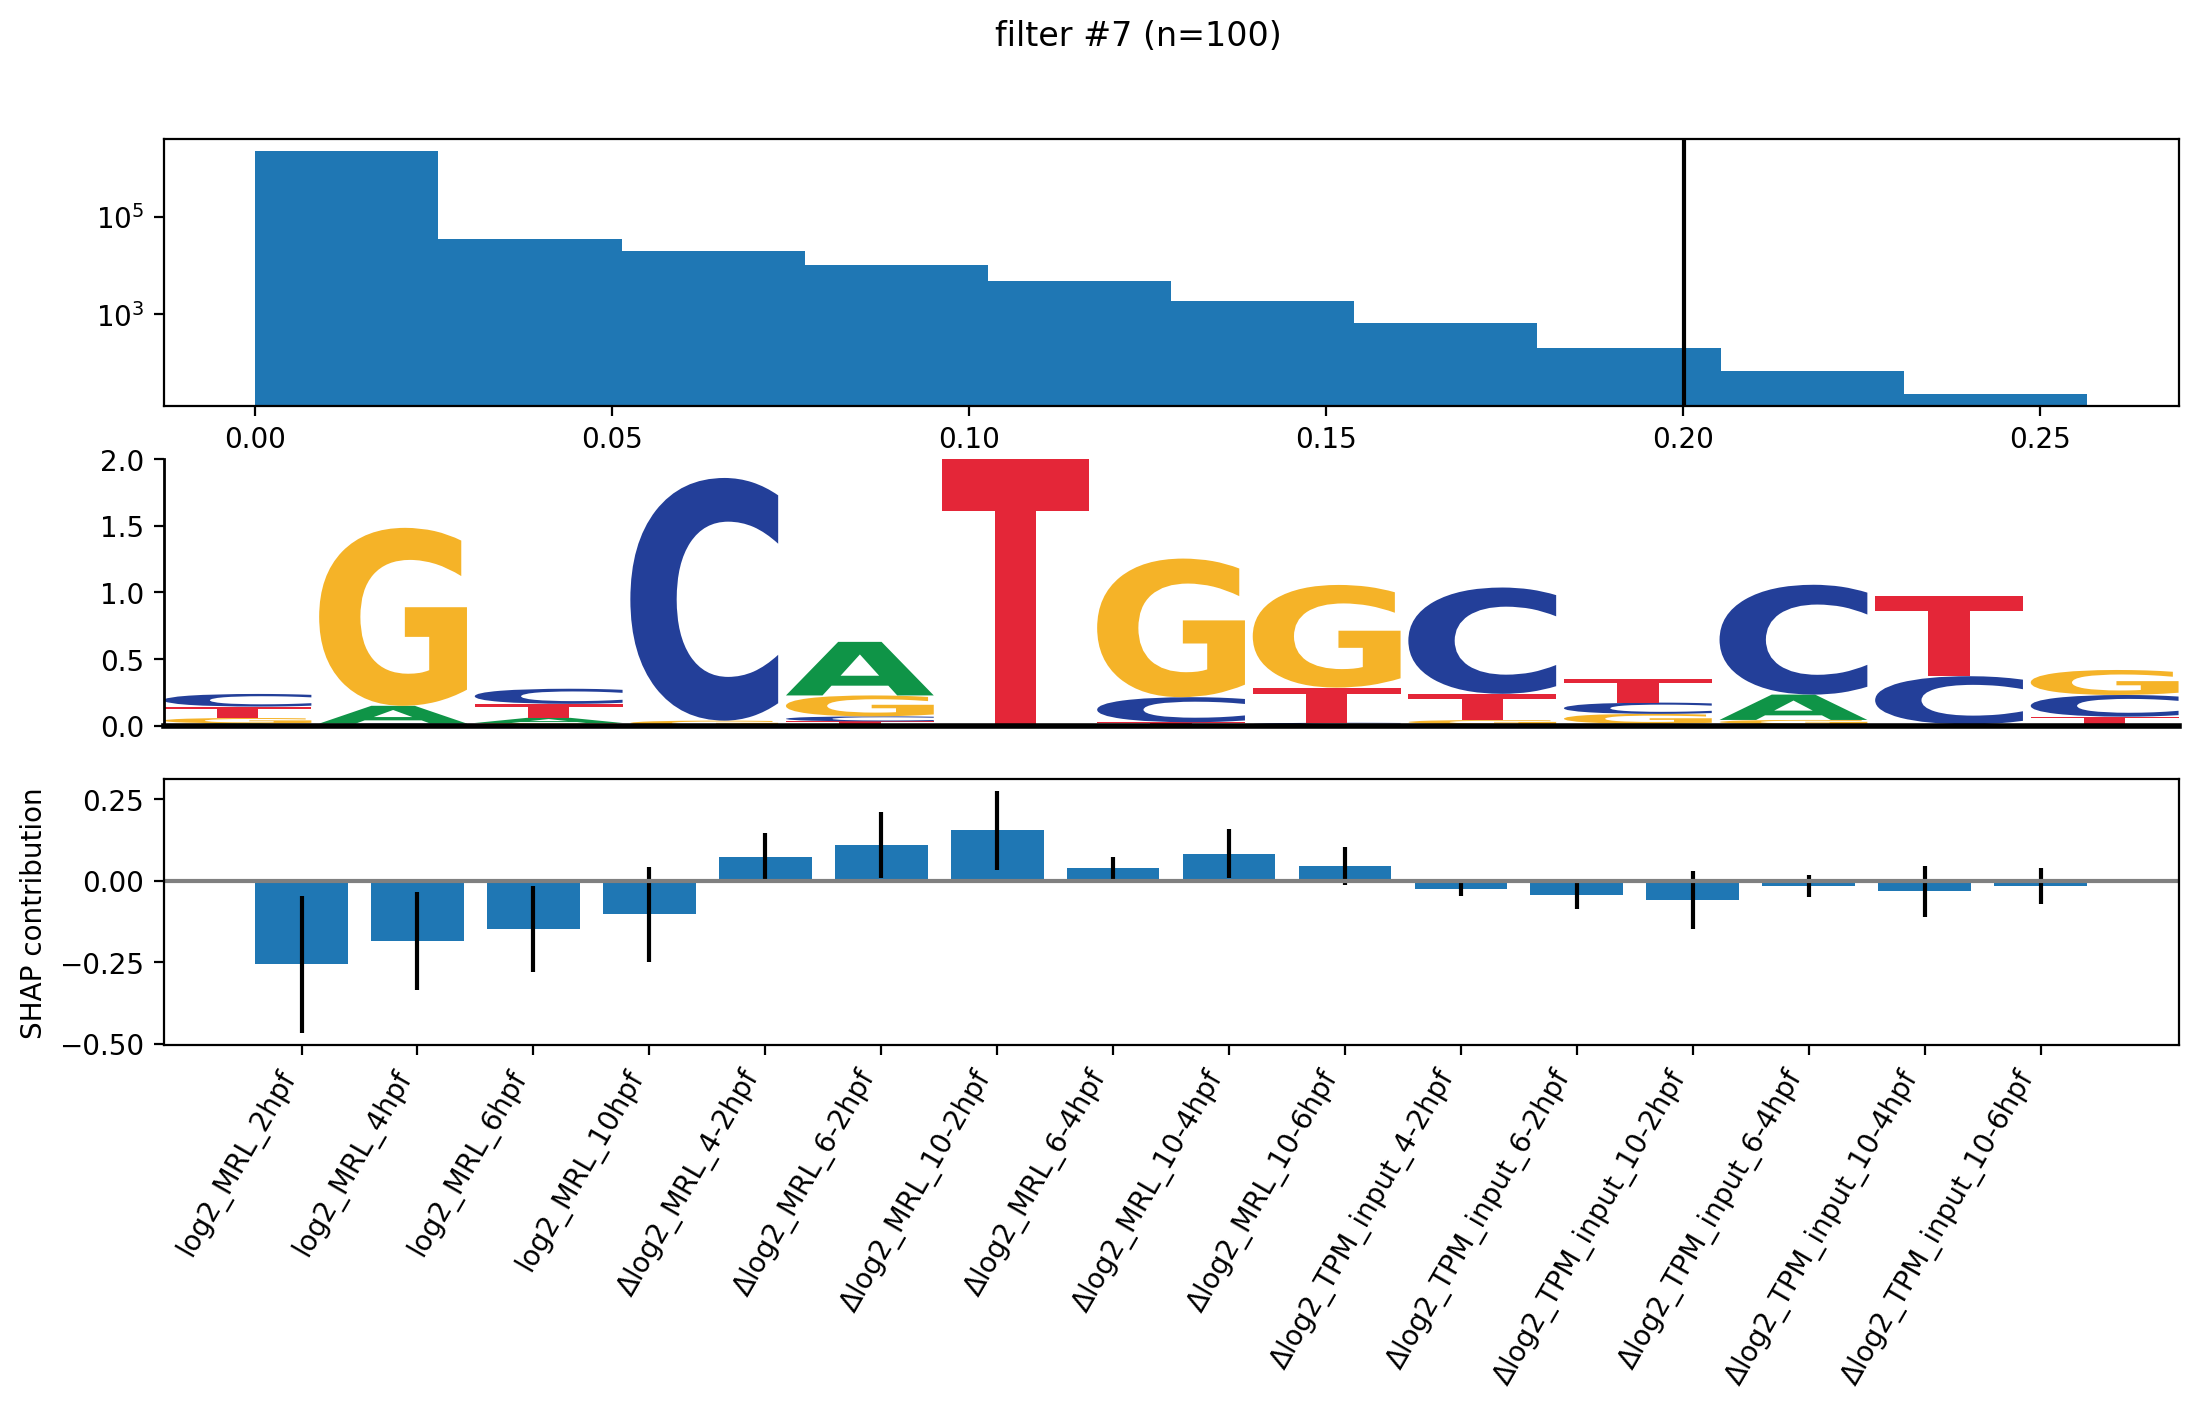 filter #7 (n=100)
10⁵
10³
0.00 0.05 0.10 0.15 0.20 0.25
2.0
1.5
1.0
0.5
0.0
C T G
G A
C T A
C
A G C T
T
G C T
G T
C T G
T C G
C A G
T C
G C T
SHAP contribution
0.25
0.00
−0.25
−0.50
log2_MRL_2hpf
log2_MRL_4hpf
log2_MRL_6hpf
log2_MRL_10hpf
Δlog2_MRL_4-2hpf
Δlog2_MRL_6-2hpf
Δlog2_MRL_10-2hpf
Δlog2_MRL_6-4hpf
Δlog2_MRL_10-4hpf
Δlog2_MRL_10-6hpf
Δlog2_TPM_input_4-2hpf
Δlog2_TPM_input_6-2hpf
Δlog2_TPM_input_10-2hpf
Δlog2_TPM_input_6-4hpf
Δlog2_TPM_input_10-4hpf
Δlog2_TPM_input_10-6hpf